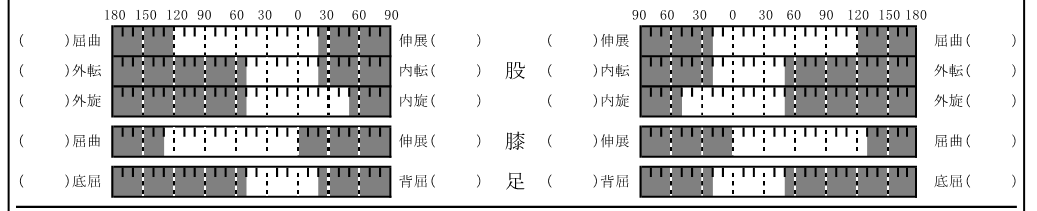 180 150 120 90 60 30 0 30 60 90 90 60 30 0 30 60 90 120 150 180
( )屈曲 伸展( ) ( )伸展 屈曲( )
( )外転 内転( ) 股 ( )内転 外転( )
( )外旋 内旋( ) ( )内旋 外旋( )
( )屈曲 伸展( ) 膝 ( )伸展 屈曲( )
( )底屈 背屈( ) 足 ( )背屈 底屈( )